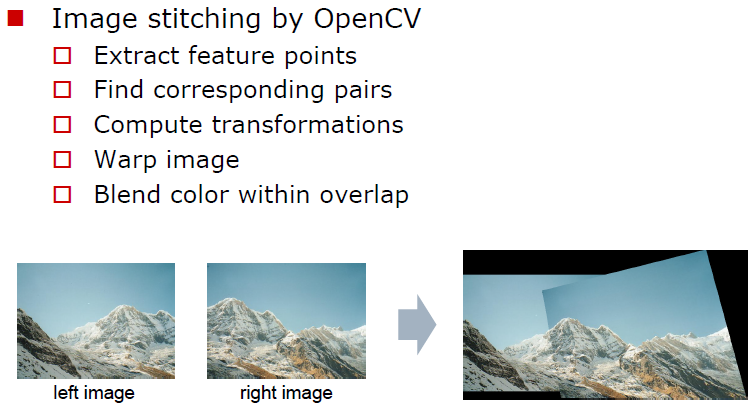 Image stitching by OpenCV
Extract feature points
Find corresponding pairs
Compute transformations
Warp image
Blend color within overlap
left image
right image